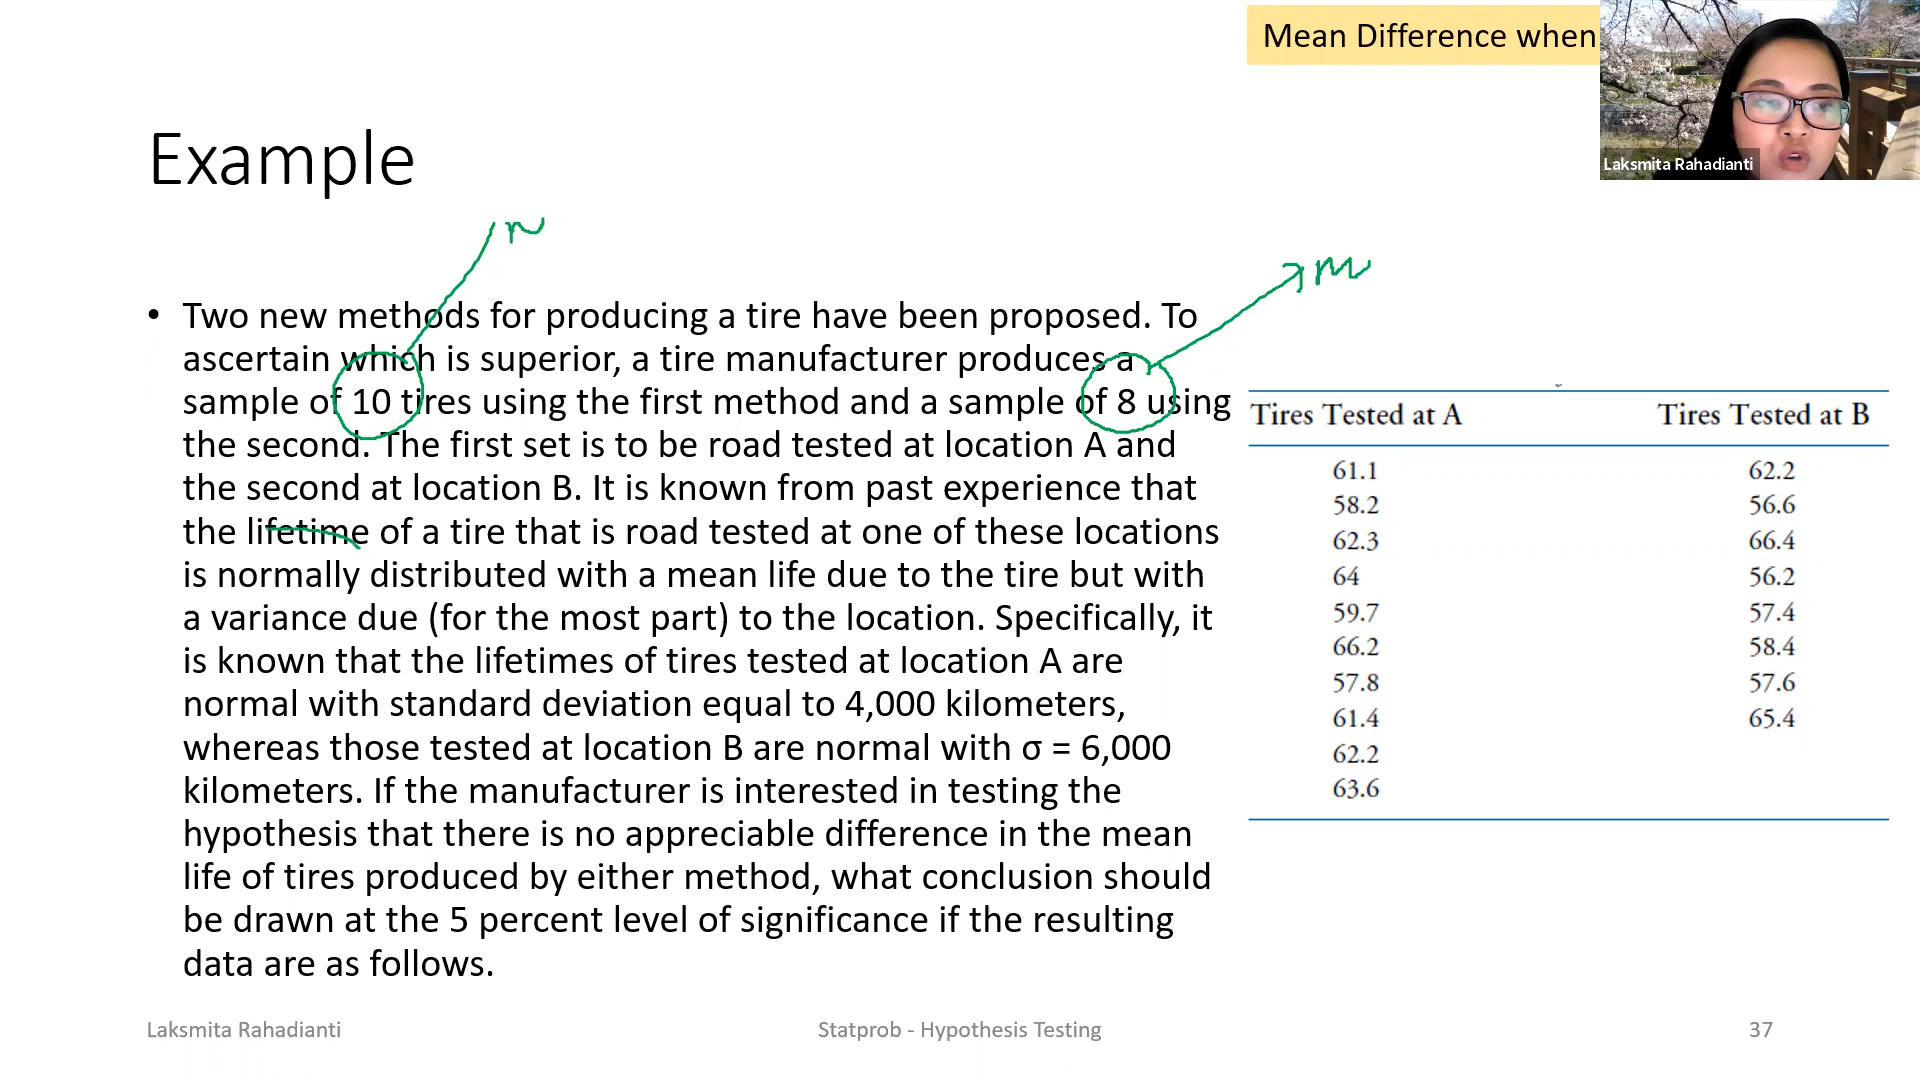 Mean Difference when
Laksmita Rahadianti
Example
n
m
• Two new methods for producing a tire have been proposed. To
ascertain which is superior, a tire manufacturer produces a
sample of 10 tires using the first method and a sample of 8 using
the second. The first set is to be road tested at location A and
the second at location B. It is known from past experience that
the lifetime of a tire that is road tested at one of these locations
is normally distributed with a mean life due to the tire but with
a variance due (for the most part) to the location. Specifically, it
is known that the lifetimes of tires tested at location A are
normal with standard deviation equal to 4,000 kilometers,
whereas those tested at location B are normal with σ = 6,000
kilometers. If the manufacturer is interested in testing the
hypothesis that there is no appreciable difference in the mean
life of tires produced by either method, what conclusion should
be drawn at the 5 percent level of significance if the resulting
data are as follows.
Tires Tested at A Tires Tested at B
61.1 62.2
58.2 56.6
62.3 66.4
64 56.2
59.7 57.4
66.2 58.4
57.8 57.6
61.4 65.4
62.2
63.6
Laksmita Rahadianti Statprob - Hypothesis Testing 37